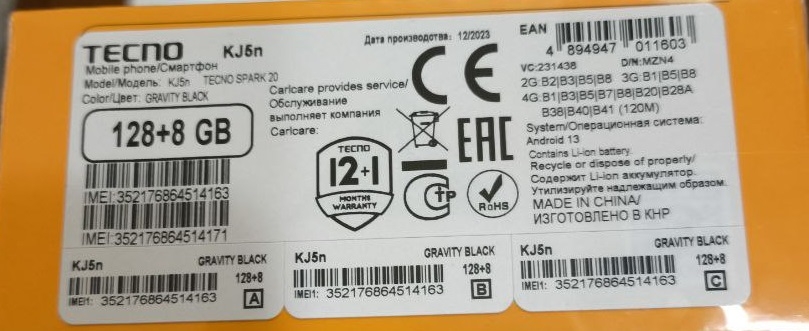 TECNO KJ5n
Mobile phone/Смартфон
Model/Модель: KJ5n TECNO SPARK 20
Color/Цвет: GRAVITY BLACK
128+8 GB
IMEI:352176864514163
IMEI:352176864514171
Дата производства: 12/2023
Carlcare provides service/
Обслуживание
выполняет компания
Carlcare:
CE
EAC
TECNO
12+1
MONTHS
WARRANTY
РСТ
RoHS
EAN
4 894947 011603
VC:231438 D/N:MZN4
2G:B2|B3|B5|B8 3G:B1|B5|B8
4G:B1|B3|B5|B7|B8|B20|B28A
B38|B40|B41 (120M)
System/Операционная система:
Android 13
Contains Li-ion battery.
Recycle or dispose of properly/
Содержит Li-ion аккумулятор.
Утилизируйте надлежащим образом.
MADE IN CHINA/
ИЗГОТОВЛЕНО В КНР
KJ5n GRAVITY BLACK
128+8
IMEI1: 352176864514163 A
KJ5n GRAVITY BLACK
128+8
IMEI1: 352176864514163 B
KJ5n GRAVITY BLACK
128+8
IMEI1: 352176864514163 C